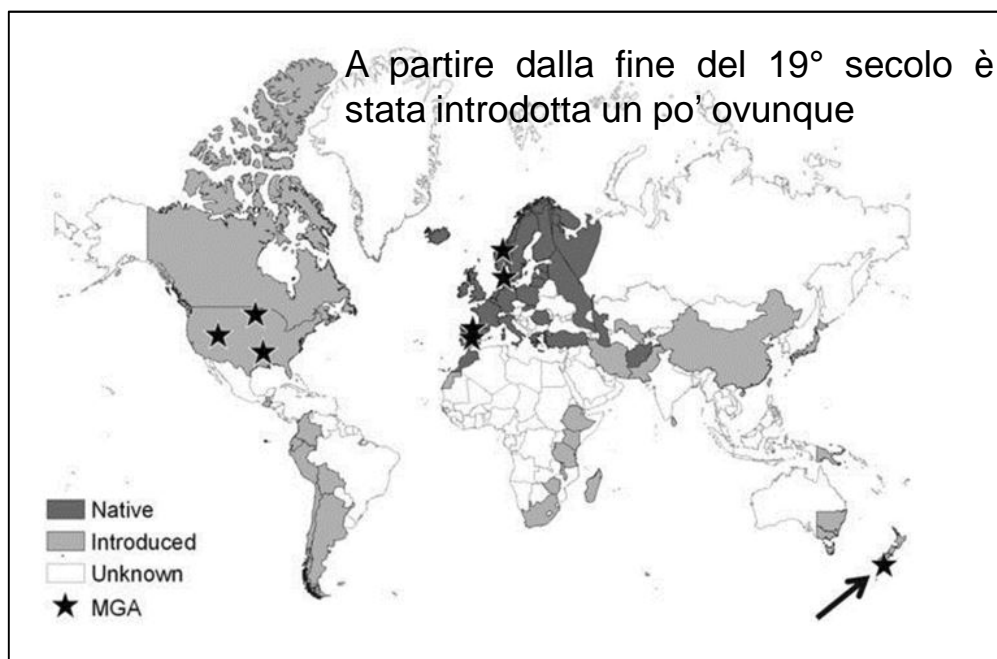 A partire dalla fine del 19° secolo è
stata introdotta un po’ ovunque
Native
Introduced
Unknown
MGA